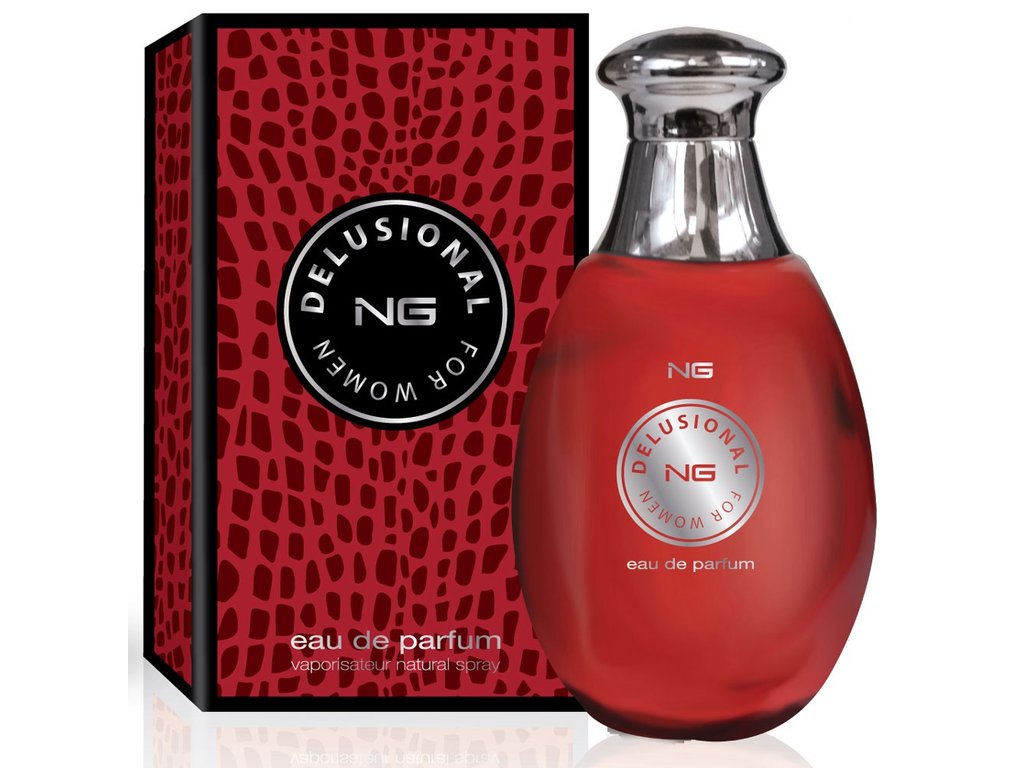 DELUSIONAL
NG
FOR WOMEN
eau de parfum
vaporisateur natural spray
NG
DELUSIONAL
NG
FOR WOMEN
eau de parfum